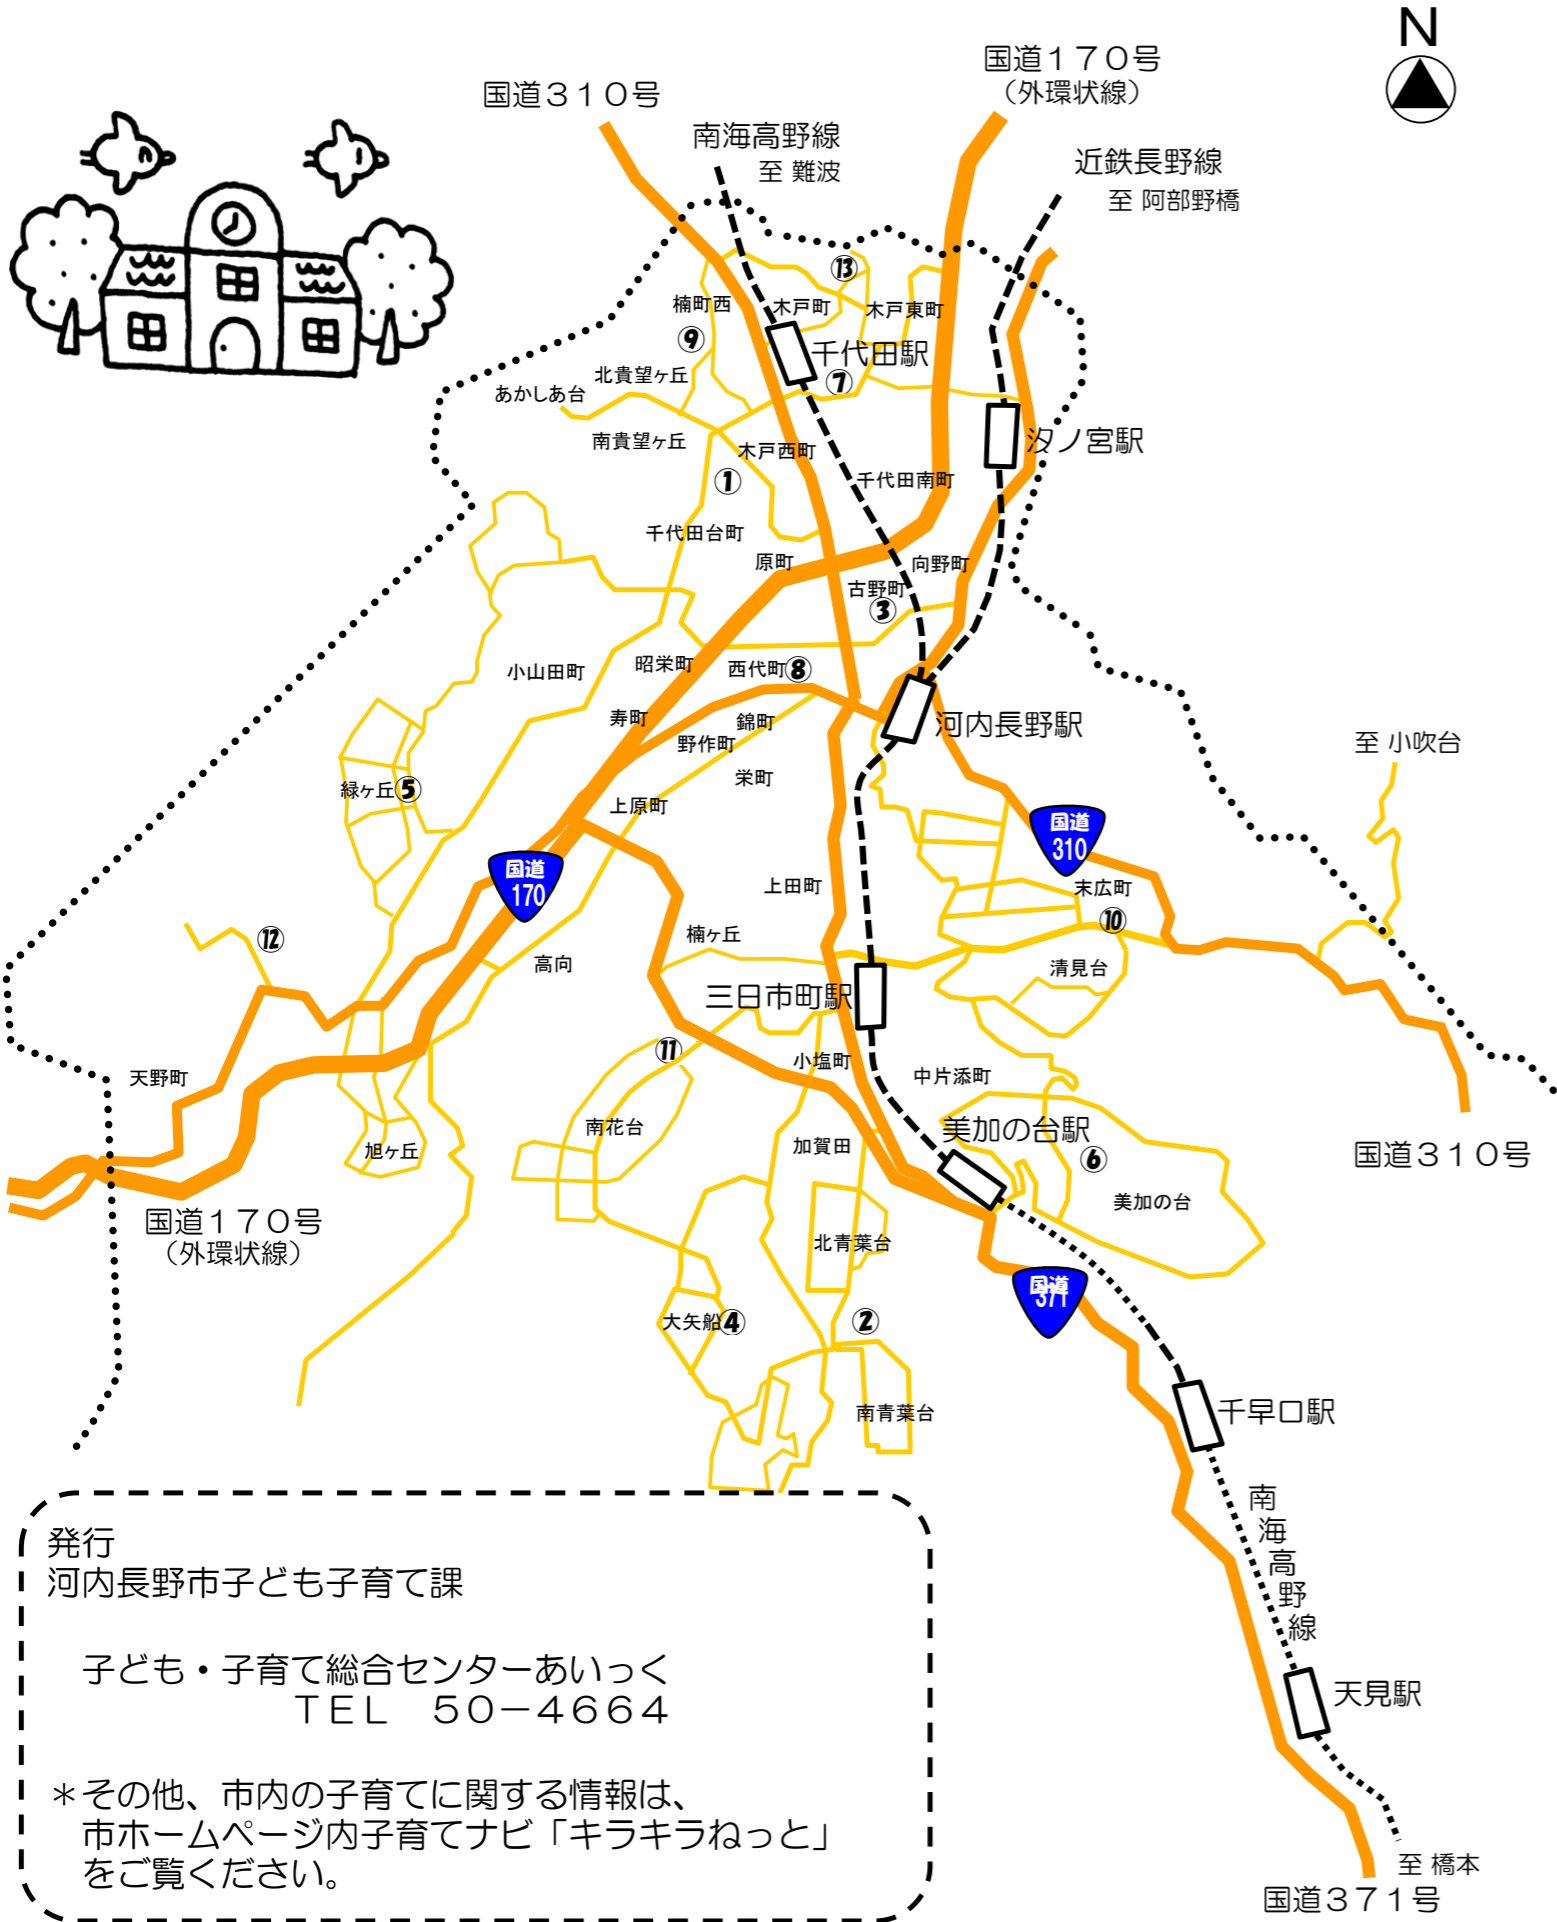 N
国道１７０号
（外環状線）
国道３１０号
南海高野線
至 難波
近鉄長野線
至 阿部野橋
⑬
楠町西
木戸町
木戸東町
⑨
千代田駅
北貴望ヶ丘
⑦
あかしあ台
南貴望ヶ丘
木戸西町
汐ノ宮駅
①
千代田南町
千代田台町
原町
向野町
古野町
③
小山田町
昭栄町
西代町⑧
寿町
錦町
河内長野駅
野作町
至 小吹台
栄町
緑ヶ丘⑤
上原町
国道
310
国道
170
上田町
末広町
⑩
⑫
楠ヶ丘
高向
清見台
三日市町駅
⑪
小塩町
天野町
中片添町
南花台
美加の台駅
加賀田
旭ヶ丘
⑥
国道３１０号
美加の台
国道１７０号
（外環状線）
北青葉台
国道
371
大矢船④
②
南青葉台
千早口駅
南海高野線
天見駅
至 橋本
国道３７１号
発行
河内長野市子ども子育て課
子ども・子育て総合センターあいっく
ＴＥＬ　５０－４６６４
＊その他、市内の子育てに関する情報は、
市ホームページ内子育てナビ「キラキラねっと」
をご覧ください。